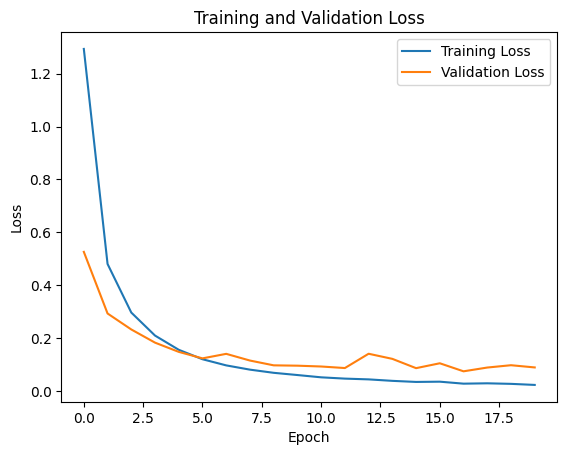 Training and Validation Loss
Training Loss
Validation Loss
Loss
1.2
1.0
0.8
0.6
0.4
0.2
0.0
0.0 2.5 5.0 7.5 10.0 12.5 15.0 17.5
Epoch